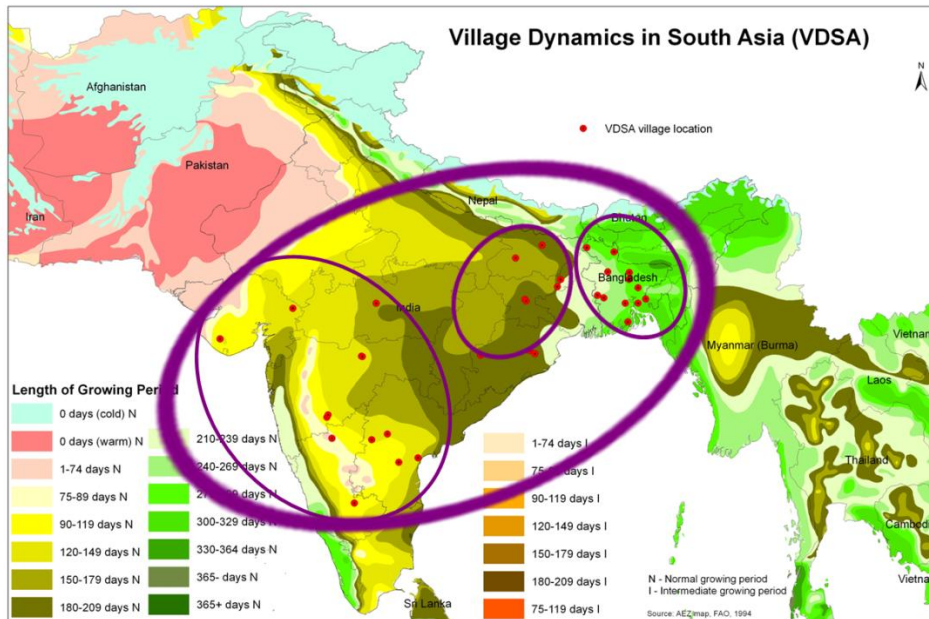 Village Dynamics in South Asia (VDSA)
N
Afghanistan
VDSA village location
Pakistan
Iran
Nepal
Bhutan
Bangladesh
India
Myanmar (Burma)
Vietnam
Laos
Thailand
Cambodi
Vietna
Sri Lanka
Length of Growing Period
0 days (cold) N
0 days (warm) N
1-74 days N
75-89 days N
90-119 days N
120-149 days N
150-179 days N
180-209 days N
210-239 days N
240-269 days N
days N
300-329 days N
330-364 days N
365- days N
365+ days N
1-74 days I
days I
90-119 days I
120-149 days I
150-179 days I
180-209 days I
75-119 days I
N - Normal growing period
I - Intermediate growing period
Source: AEZ map, FAO, 1994